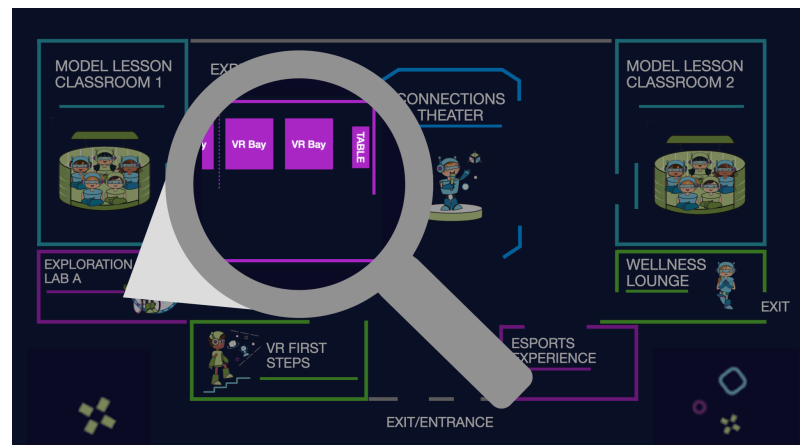 MODEL LESSON
CLASSROOM 1
MODEL LESSON
CLASSROOM 2
CONNECTIONS
THEATER
VR Bay
VR Bay
TABLE
EXPLORATION
LAB A
WELLNESS
LOUNGE
EXIT
VR FIRST
STEPS
ESPORTS
EXPERIENCE
EXIT/ENTRANCE